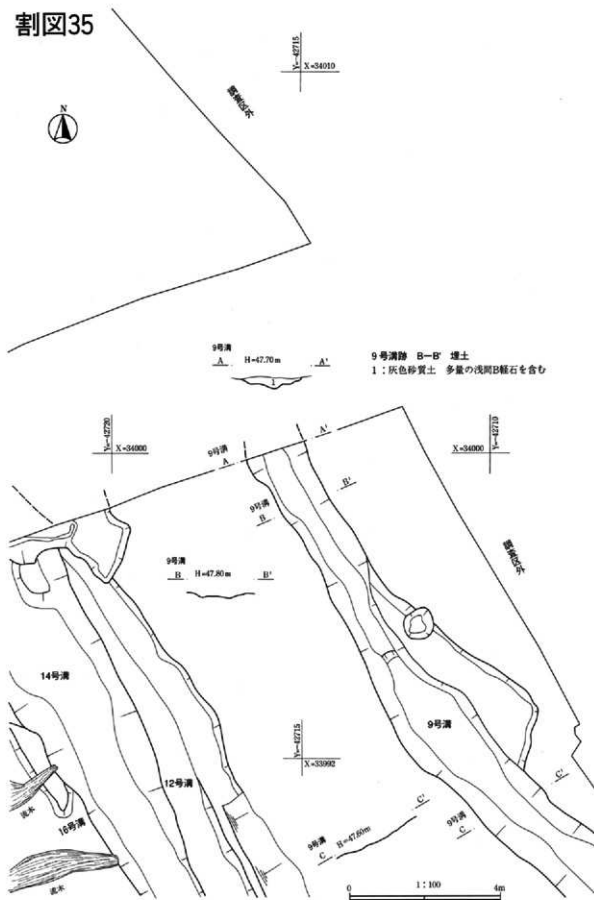 割図35
Y=-42715
X=34010
調査区外
N
9号溝
A H=47.70m A'
1
9号溝跡 B-B' 埋土
1：灰色砂質土 多量の浅間B軽石を含む
Y=-42720
X=34000
9号溝
A
A'
Y=-42710
X=34000
9号溝
B
B'
調査区外
9号溝
B H=47.80m B'
14号溝
12号溝
16号溝
流木
流木
Y=-42715
X=33992
9号溝
C'
9号溝
C
9号溝
C H=47.60m C'
0 1:100 4m